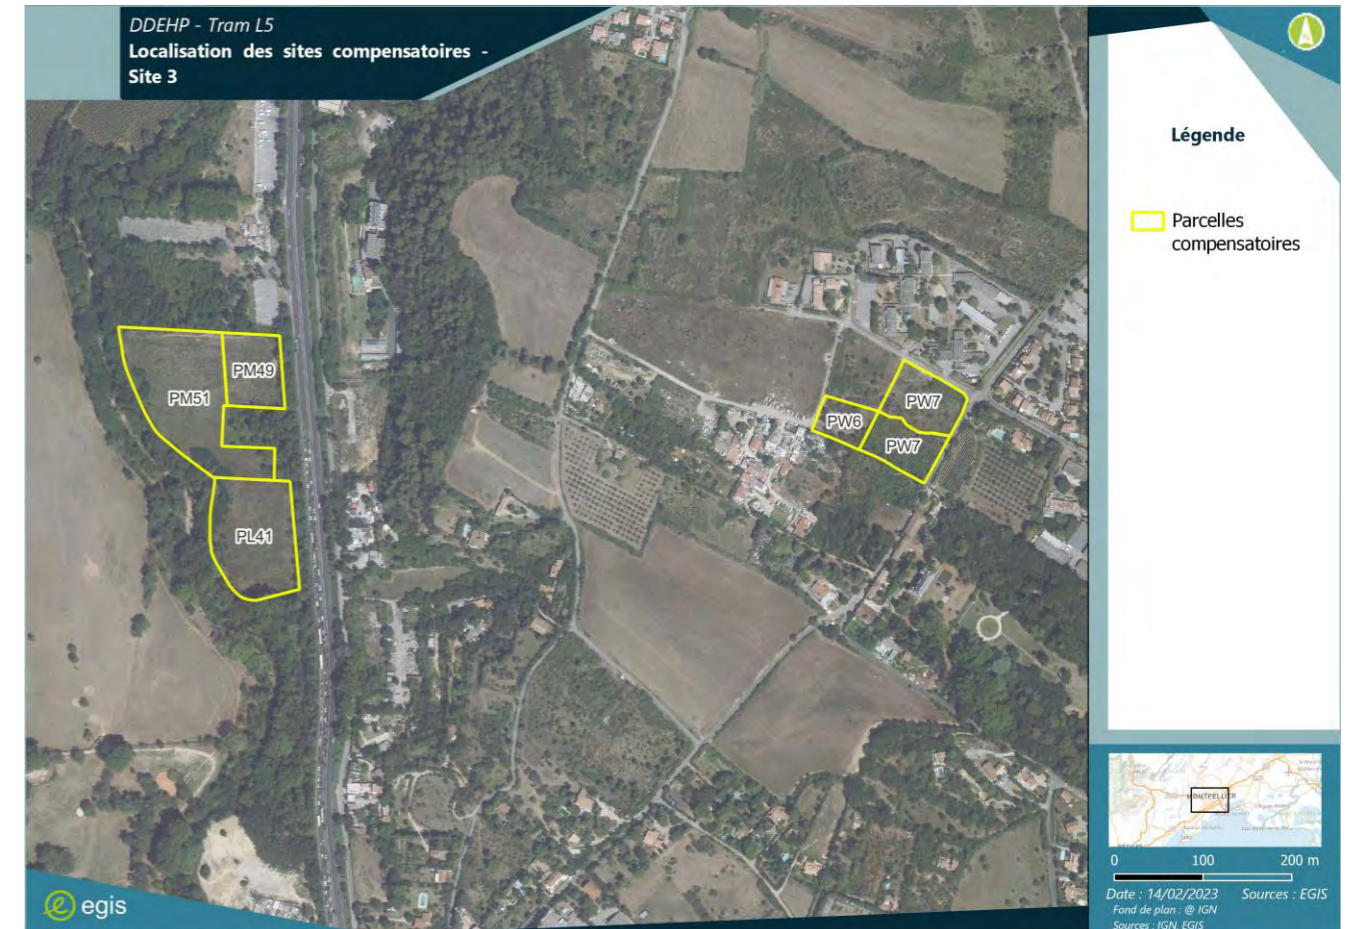 DDEHP - Tram L5
Localisation des sites compensatoires -
Site 3
Légende
Parcelles
compensatoires
PM49
PM51
PL41
PW7
PW6
PW7
MONTPELLIER
0 100 200 m
Date : 14/02/2023 Sources : EGIS
Fond de plan : @ IGN
Sources : IGN, EGIS
egis